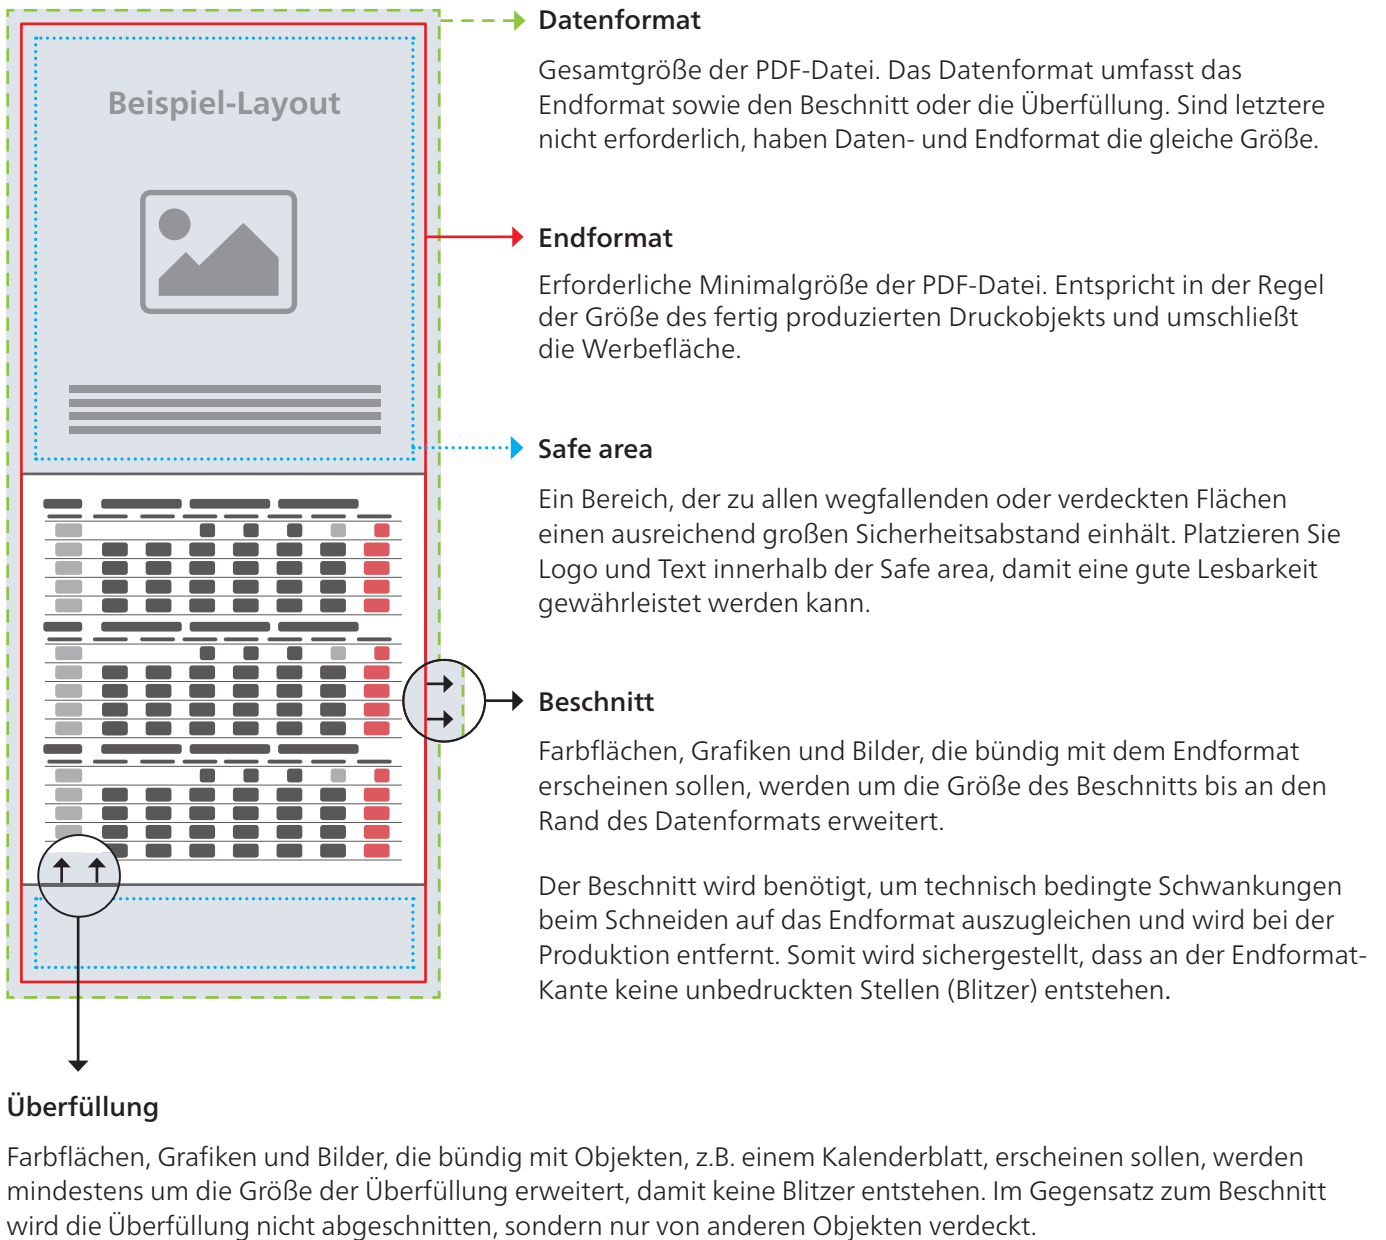 Beispiel-Layout
Datenformat
Gesamtgröße der PDF-Datei. Das Datenformat umfasst das
Endformat sowie den Beschnitt oder die Überfüllung. Sind letztere
nicht erforderlich, haben Daten- und Endformat die gleiche Größe.
Endformat
Erforderliche Minimalgröße der PDF-Datei. Entspricht in der Regel
der Größe des fertig produzierten Druckobjekts und umschließt
die Werbefläche.
Safe area
Ein Bereich, der zu allen wegfallenden oder verdeckten Flächen
einen ausreichend großen Sicherheitsabstand einhält. Platzieren Sie
Logo und Text innerhalb der Safe area, damit eine gute Lesbarkeit
gewährleistet werden kann.
Beschnitt
Farbflächen, Grafiken und Bilder, die bündig mit dem Endformat
erscheinen sollen, werden um die Größe des Beschnitts bis an den
Rand des Datenformats erweitert.
Der Beschnitt wird benötigt, um technisch bedingte Schwankungen
beim Schneiden auf das Endformat auszugleichen und wird bei der
Produktion entfernt. Somit wird sichergestellt, dass an der Endformat-
Kante keine unbedruckten Stellen (Blitzer) entstehen.
Überfüllung
Farbflächen, Grafiken und Bilder, die bündig mit Objekten, z.B. einem Kalenderblatt, erscheinen sollen, werden
mindestens um die Größe der Überfüllung erweitert, damit keine Blitzer entstehen. Im Gegensatz zum Beschnitt
wird die Überfüllung nicht abgeschnitten, sondern nur von anderen Objekten verdeckt.